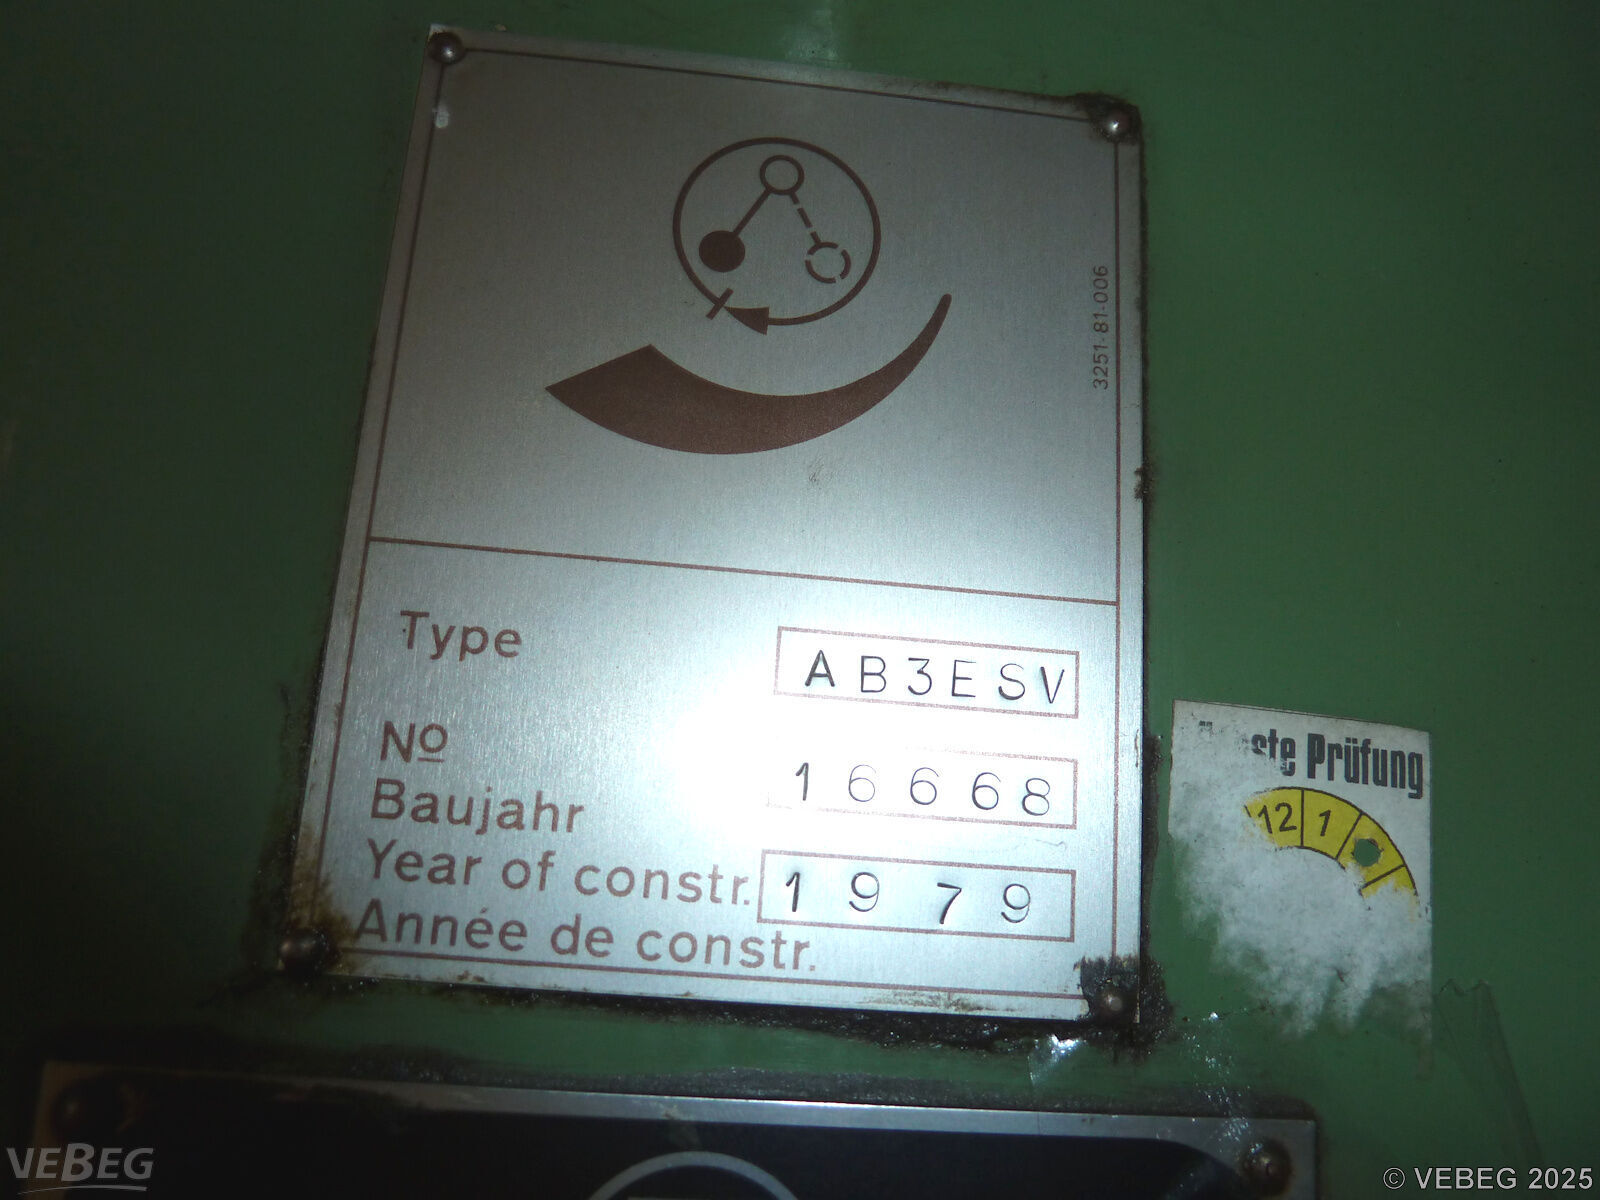 3251.81.006
Type AB3ESV
Nº 16668
Baujahr
Year of constr. 1979
Année de constr.
ste Prüfung
12 1
VEBEG
© VEBEG 2025